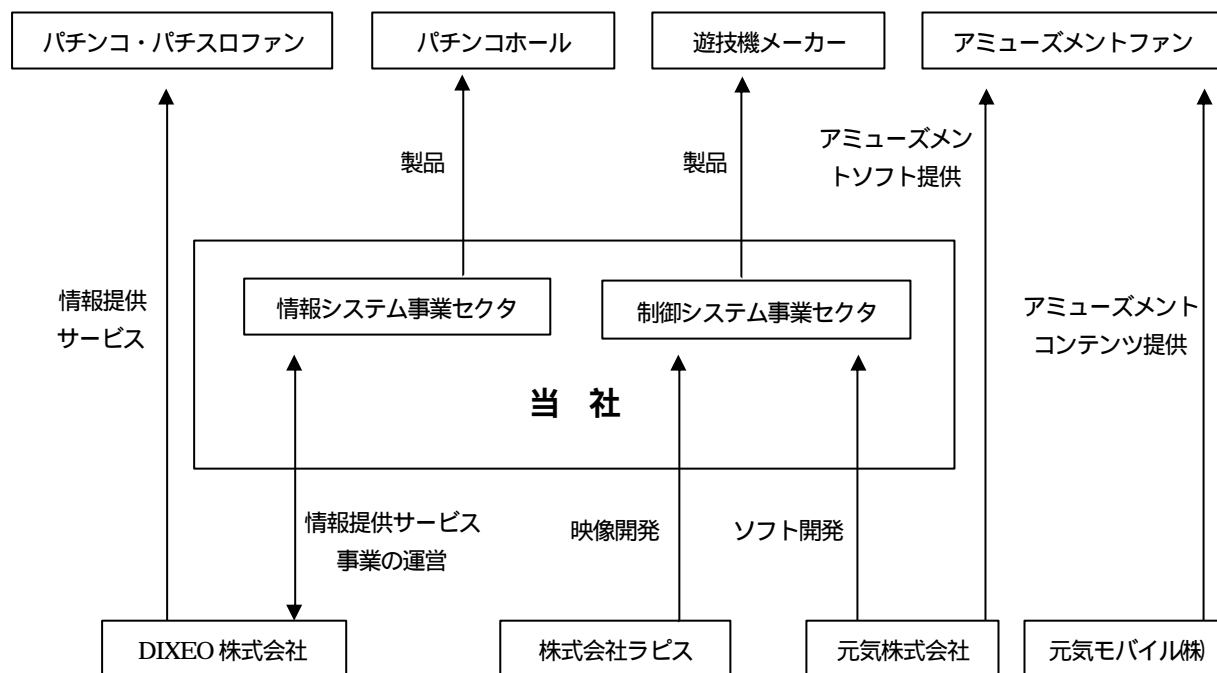 パチンコ・パチスロファン
パチンコホール
遊技機メーカー
アミューズメントファン
製品
製品
アミューズメン
トソフト提供
情報提供
サービス
情報システム事業セクタ
制御システム事業セクタ
アミューズメント
コンテンツ提供
当 社
情報提供サービス
事業の運営
映像開発
ソフト開発
DIXEO 株式会社
株式会社ラピス
元気株式会社
元気モバイル㈱